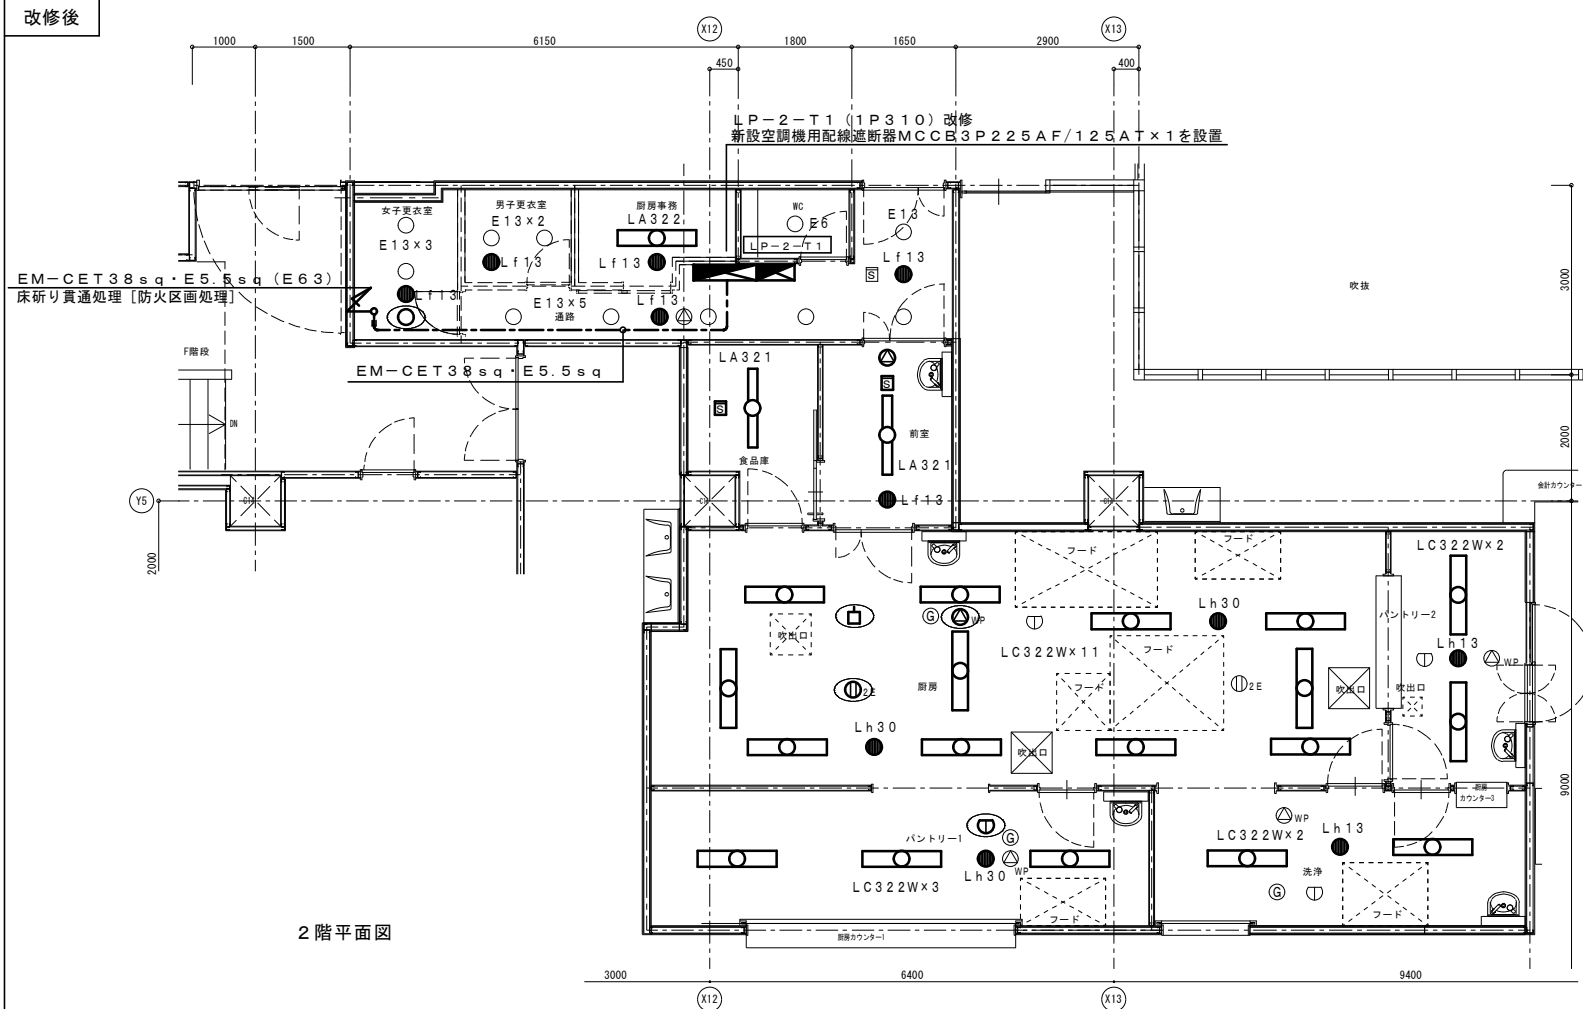 改修後
X12
X13
1000
1500
6150
1800
1650
2900
450
400
LP-2-T1 (1P310) 改修
新設空調機用配線遮断器MCCB3P225AF/125AT×1を設置
女子更衣室
E13×3
男子更衣室
E13×2
厨房事務
LA322
WC
E6
LP-2-T1
E13
Lf13
Lf13
Lf13
S
EM-CET38sq・E5.5sq (E63)
床斫り貫通処理 [防火区画処理]
Lf13
E13×5
通路
Lf13
吹抜
3000
F階段
EM-CET38sq・E5.5sq
LA321
S
S
DN
食品庫
前室
LA321
2000
Y5
Lf13
会計カウンター
2000
フード
フード
LC322W×2
Lh30
パントリー2
吹出口
G
WP
LC322W×11
フード
Lh13
WP
厨房
2E
フード
2E
吹出口
吹出口
Lh30
吹出口
9000
厨房
カウンター3
パントリー1
G
WP
LC322W×2
Lh13
Lh30
WP
LC322W×3
洗浄
G
フード
フード
2階平面図
厨房カウンター1
3000
6400
9400
X12
X13